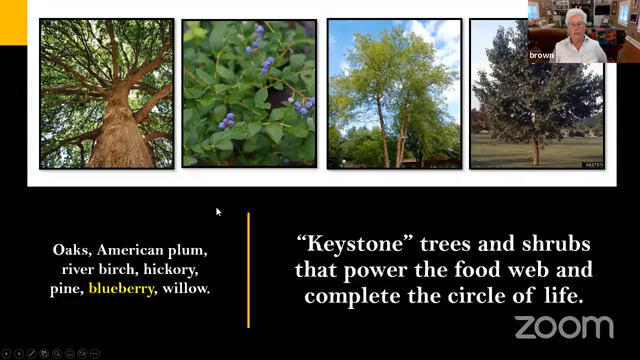 brown
Oaks, American plum,
river birch, hickory,
pine, blueberry, willow.
“Keystone” trees and shrubs
that power the food web and
complete the circle of life.
zoom